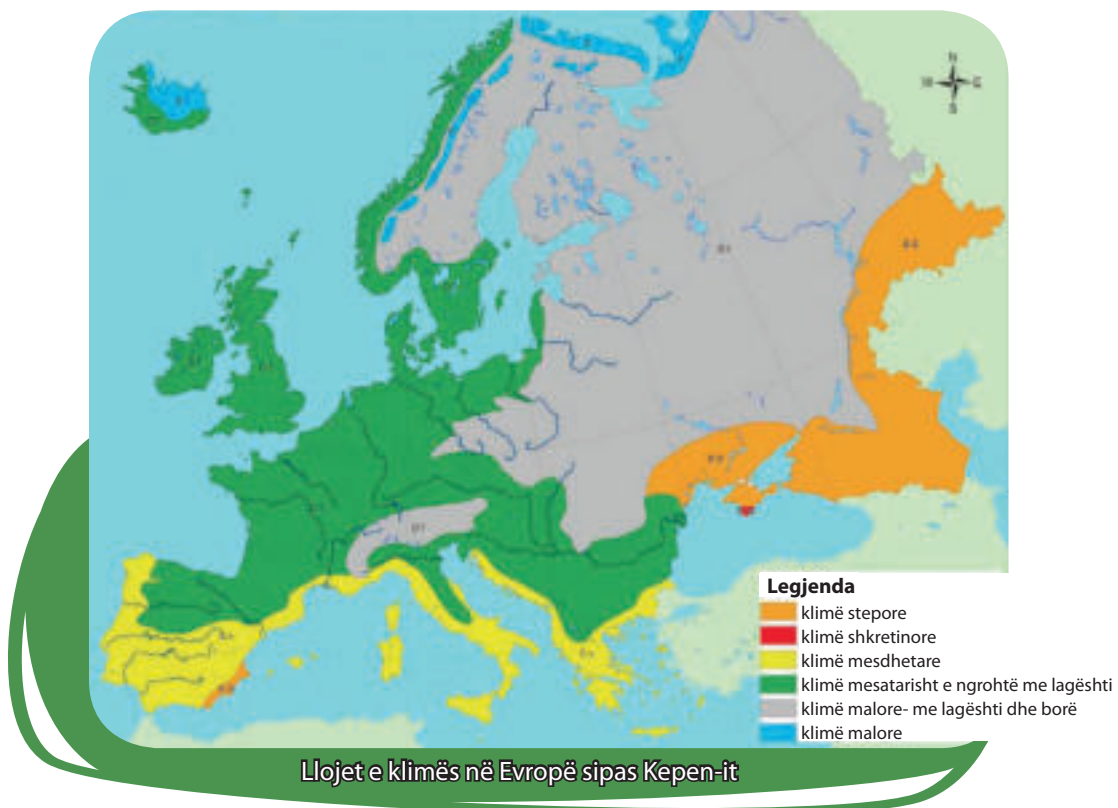 N
S
Legjenda
klimë stepore
klimë shkretinore
klimë mesdhetare
klimë mesatarisht e ngrohtë me lagështi
klimë malore- me lagështi dhe borë
klimë malore
Llojet e klimës në Evropë sipas Kepen-it